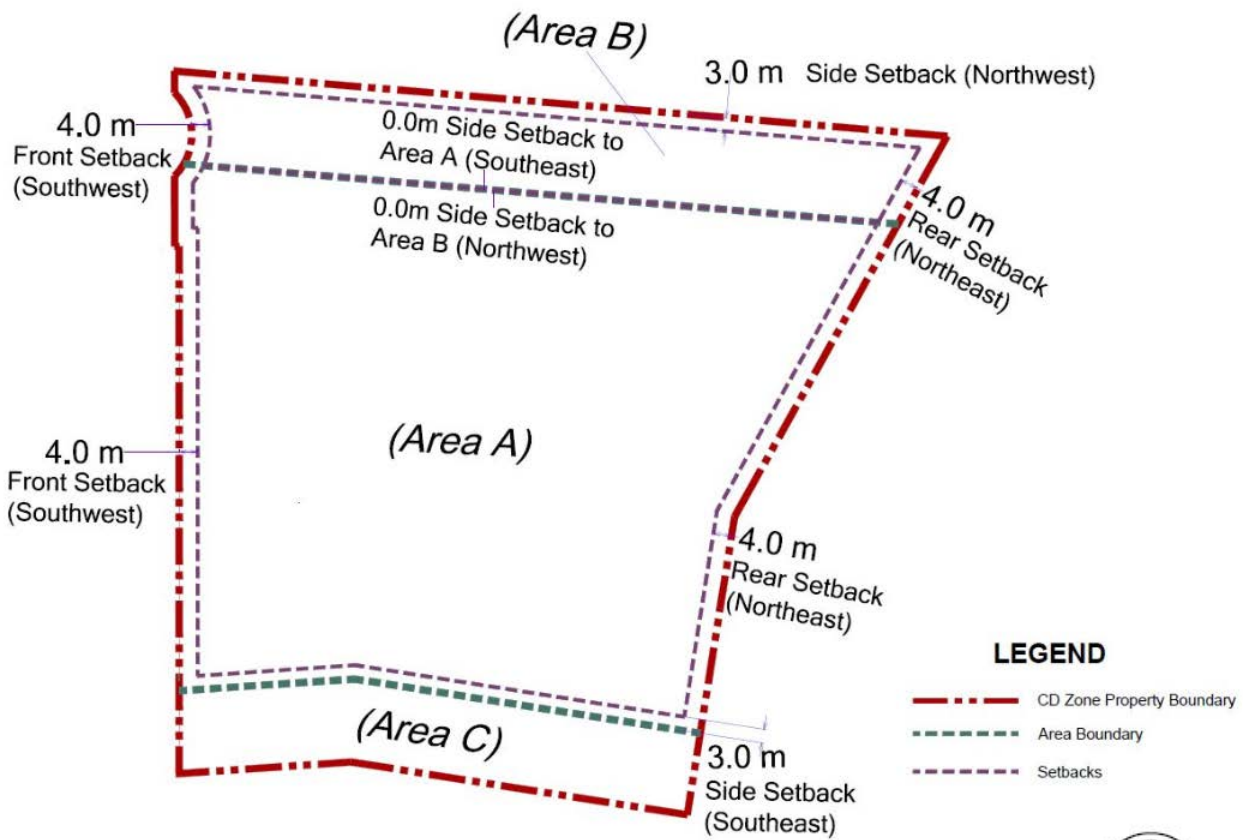 (Area B)
3.0 m Side Setback (Northwest)
4.0 m
Front Setback
(Southwest)
0.0m Side Setback to
Area A (Southeast)
0.0m Side Setback to
Area B (Northwest)
4.0 m
Rear Setback
(Northeast)
(Area A)
4.0 m
Front Setback
(Southwest)
4.0 m
Rear Setback
(Northeast)
(Area C)
3.0 m
Side Setback
(Southeast)
LEGEND
CD Zone Property Boundary
Area Boundary
Setbacks